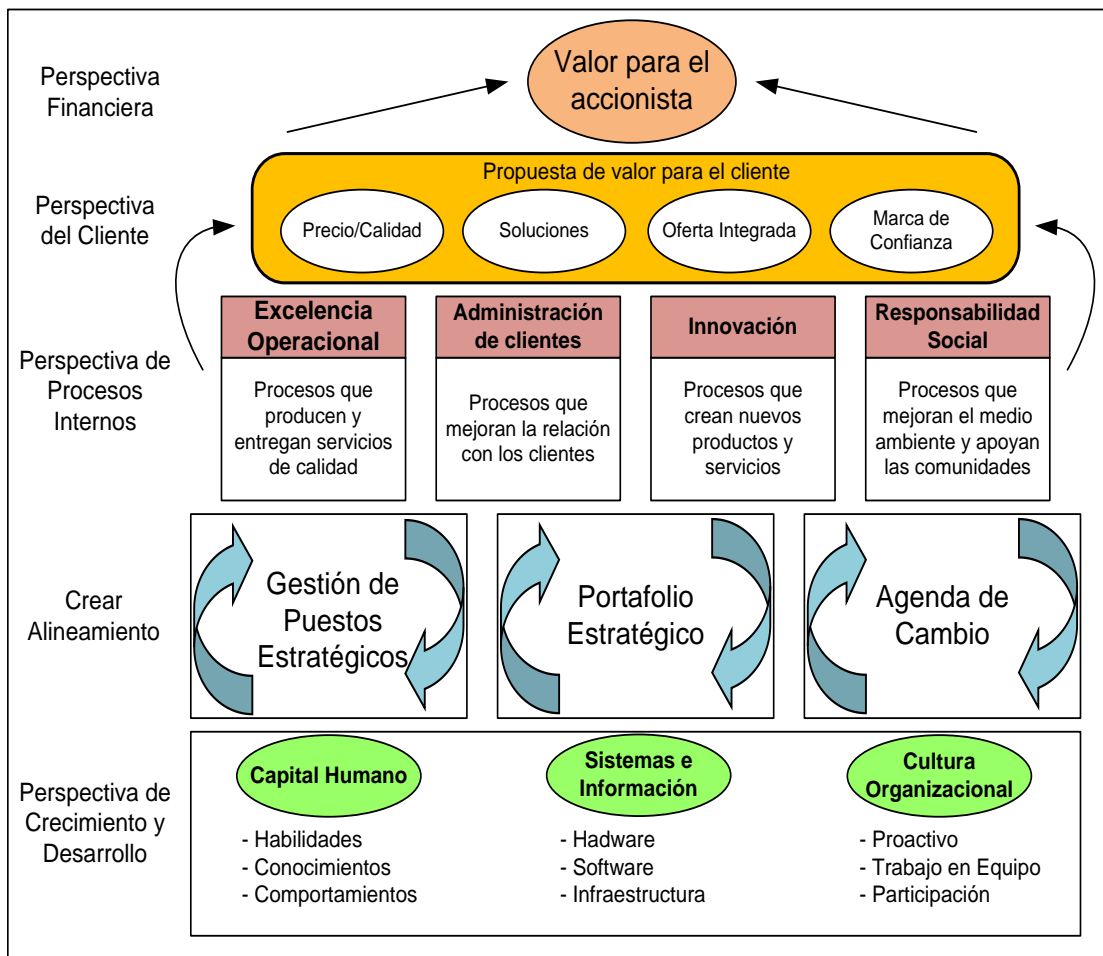 Perspectiva
Financiera
Valor para el
accionista
Perspectiva
del Cliente
Propuesta de valor para el cliente
Precio/Calidad
Soluciones
Oferta Integrada
Marca de
Confianza
Perspectiva de
Procesos
Internos
Excelencia
Operacional
Procesos que
producen y
entregan servicios
de calidad
Administración
de clientes
Procesos que
mejoran la relación
con los clientes
Innovación
Procesos que
crean nuevos
productos y
servicios
Responsabilidad
Social
Procesos que
mejoran el medio
ambiente y apoyan
las comunidades
Crear
Alineamiento
Gestión de
Puestos
Estratégicos
Portafolio
Estratégico
Agenda de
Cambio
Perspectiva de
Crecimiento y
Desarrollo
Capital Humano
- Habilidades
- Conocimientos
- Comportamientos
Sistemas e
Información
- Hadware
- Software
- Infraestructura
Cultura
Organizacional
- Proactivo
- Trabajo en Equipo
- Participación